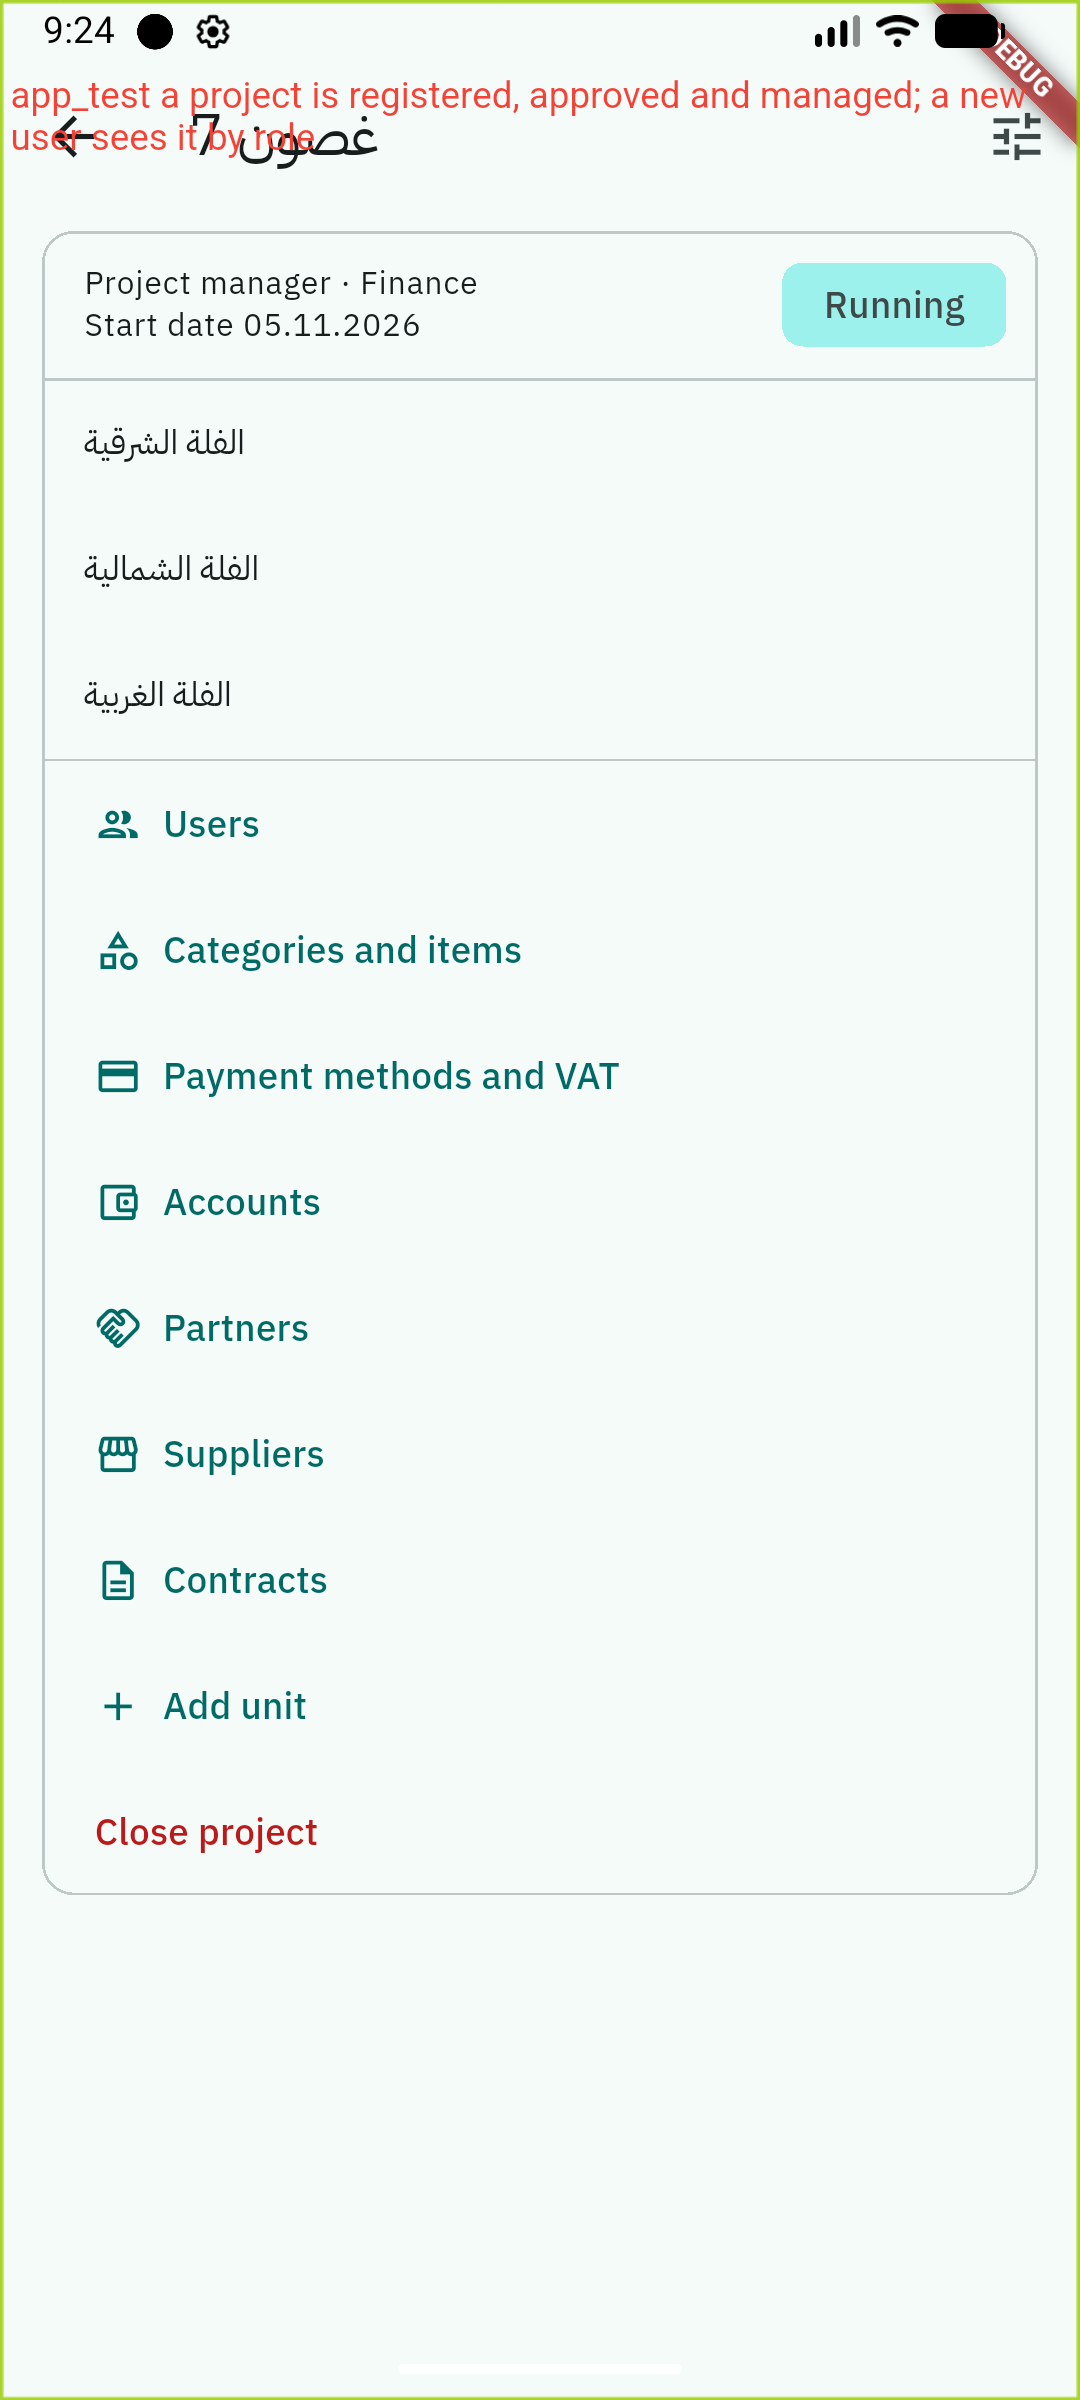 9:24
DEBUG
app_test a project is registered, approved and managed; a new
user sees it by role
غصون 7
Project manager · Finance
Start date 05.11.2026
Running
الفلة الشرقية
الفلة الشمالية
الفلة الغربية
Users
Categories and items
Payment methods and VAT
Accounts
Partners
Suppliers
Contracts
Add unit
Close project